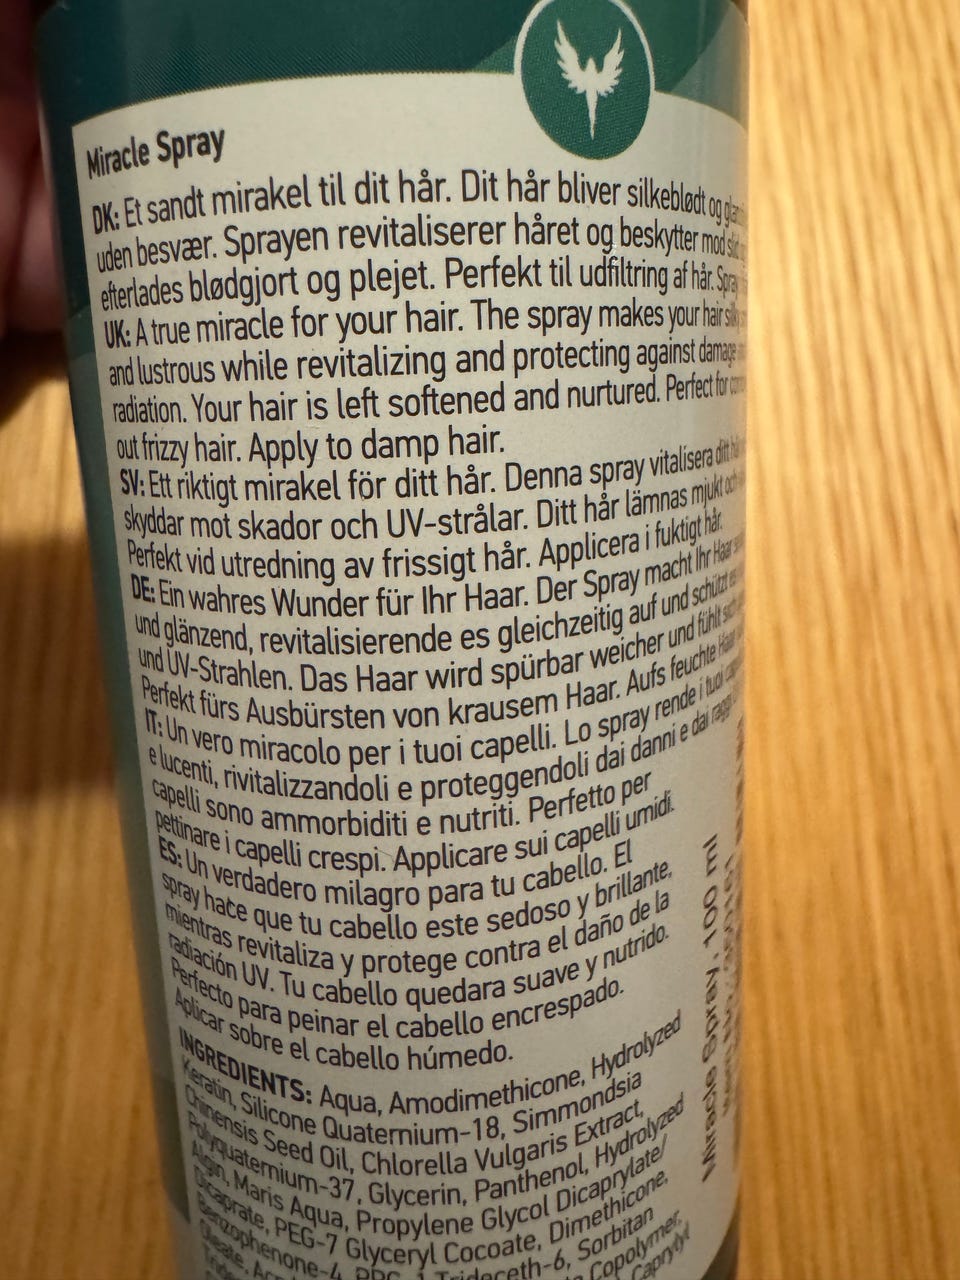 Miracle Spray
DK: Et sandt mirakel til dit hår. Dit hår bliver silkeblødt og
uden besvær. Sprayen revitaliserer håret og beskytter mod
efterlades blødgjort og plejet. Perfekt til udfiltring af hår.
UK: A true miracle for your hair. The spray makes your hair
and lustrous while revitalizing and protecting against damage
radiation. Your hair is left softened and nurtured. Perfect for
out frizzy hair. Apply to damp hair.
SV: Ett riktigt mirakel för ditt hår. Denna spray vitalisera ditt
skyddar mot skador och UV-strålar. Ditt hår lämnas mjukt och
Perfekt vid utredning av frissigt hår. Applicera i fuktigt hår.
DE: Ein wahres Wunder für Ihr Haar. Der Spray macht Ihr Haar
und glänzend, revitalisierende es gleichzeitig auf und schützt
und UV-Strahlen. Das Haar wird spürbar weicher und fühlt sich
Perfekt fürs Ausbürsten von krausem Haar. Aufs feuchte Haar
IT: Un vero miracolo per i tuoi capelli. Lo spray rende i tuoi
e lucenti, rivitalizzandoli e proteggendoli dai danni e dai
capelli sono ammorbiditi e nutriti. Perfetto per
pettinare i capelli crespi. Applicare sui capelli umidi.
ES: Un verdadero milagro para tu cabello. El
spray hace que tu cabello este sedoso y brillante,
mientras revitaliza y protege contra el daño de la
radiación UV. Tu cabello quedara suave y nutrido.
Perfecto para peinar el cabello encrespado.
Aplicar sobre el cabello húmedo.
INGREDIENTS: Aqua, Amodimethicone, Hydrolyzed
Keratin, Silicone Quaternium-18, Simmondsia
Chinensis Seed Oil, Chlorella Vulgaris Extract,
Polyquaternium-37, Glycerin, Panthenol, Hydrolyzed
Algin, Maris Aqua, Propylene Glycol Dicaprylate/
Dicaprate, PEG-7 Glyceryl Cocoate, Dimethicone,
Benzophenone-4, Trideceth-6, Sorbitan
Oleate, Copolymer,
Caprylyl
Miracle Spray, 100 ml